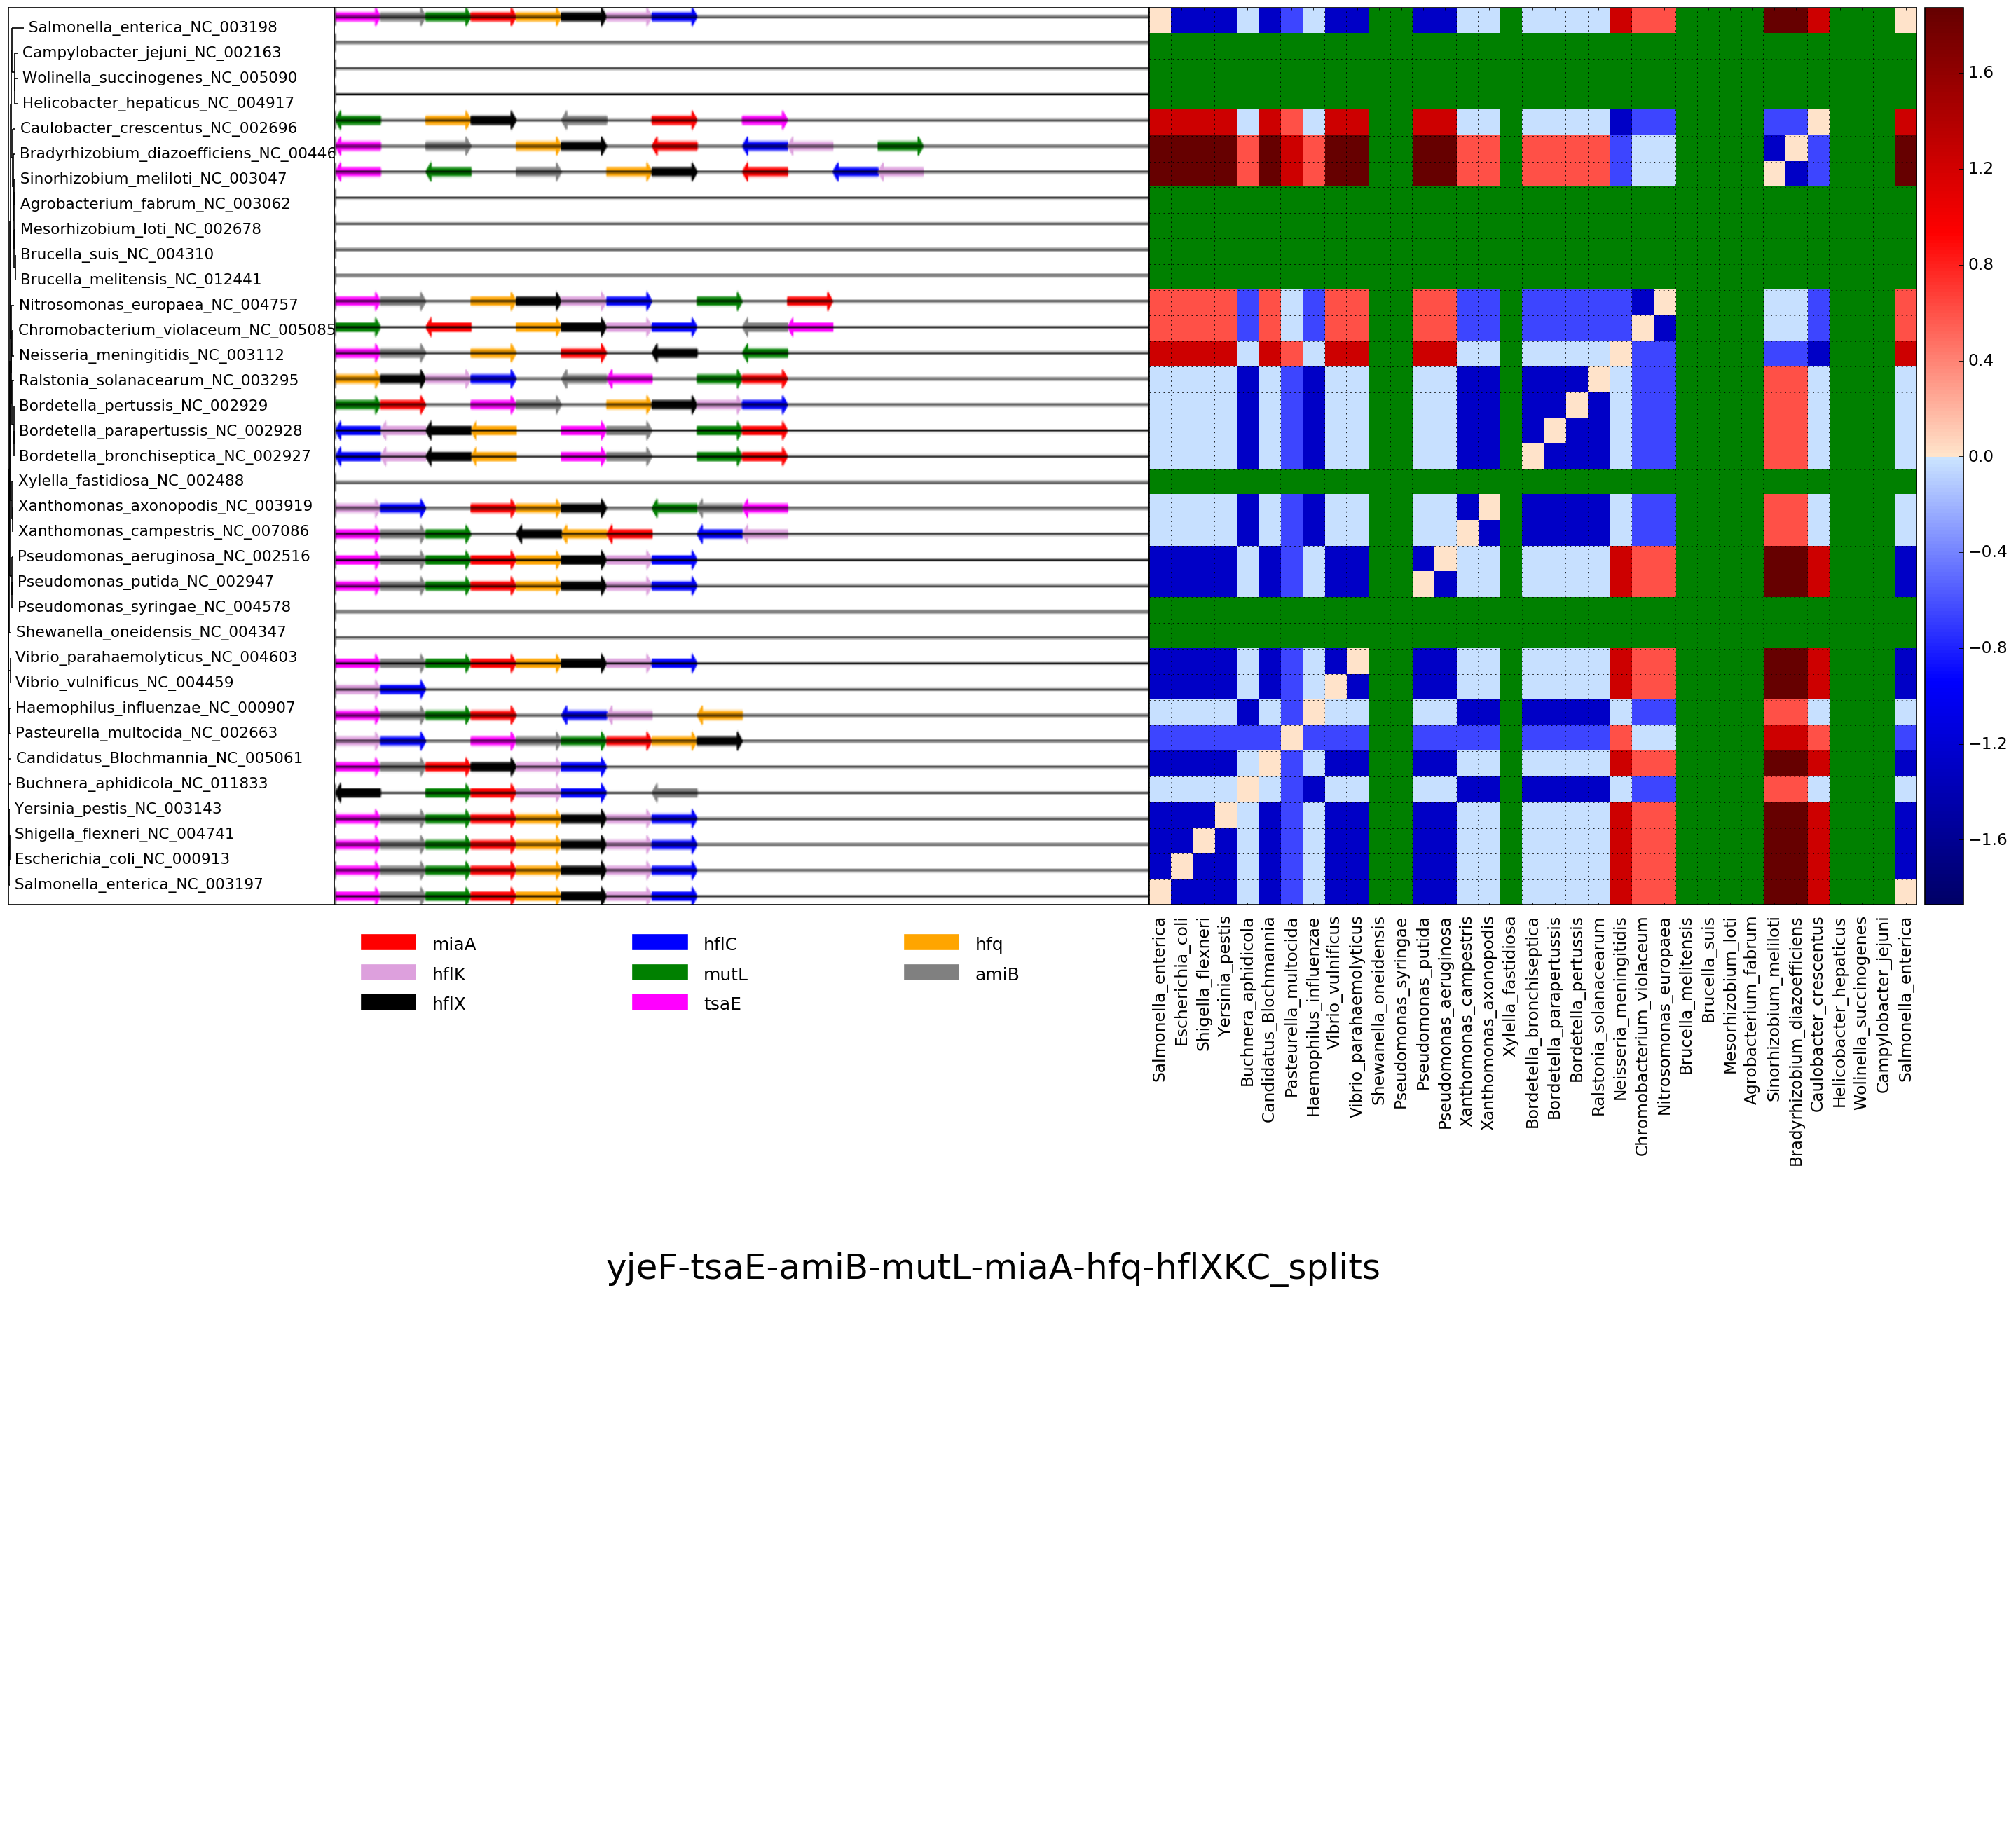 Salmonella_enterica_NC_003198
Campylobacter_jejuni_NC_002163
Wolinella_succinogenes_NC_005090
Helicobacter_hepaticus_NC_004917
Caulobacter_crescentus_NC_002696
Bradyrhizobium_diazoefficiens_NC_00446
Sinorhizobium_meliloti_NC_003047
Agrobacterium_fabrum_NC_003062
Mesorhizobium_loti_NC_002678
Brucella_suis_NC_004310
Brucella_melitensis_NC_012441
Nitrosomonas_europaea_NC_004757
Chromobacterium_violaceum_NC_005085
Neisseria_meningitidis_NC_003112
Ralstonia_solanacearum_NC_003295
Bordetella_pertussis_NC_002929
Bordetella_parapertussis_NC_002928
Bordetella_bronchiseptica_NC_002927
Xylella_fastidiosa_NC_002488
Xanthomonas_axonopodis_NC_003919
Xanthomonas_campestris_NC_007086
Pseudomonas_aeruginosa_NC_002516
Pseudomonas_putida_NC_002947
Pseudomonas_syringae_NC_004578
Shewanella_oneidensis_NC_004347
Vibrio_parahaemolyticus_NC_004603
Vibrio_vulnificus_NC_004459
Haemophilus_influenzae_NC_000907
Pasteurella_multocida_NC_002663
Candidatus_Blochmannia_NC_005061
Buchnera_aphidicola_NC_011833
Yersinia_pestis_NC_003143
Shigella_flexneri_NC_004741
Escherichia_coli_NC_000913
Salmonella_enterica_NC_003197
1.6
1.2
0.8
0.4
0.0
−0.4
−0.8
−1.2
−1.6
miaA
hflK
hflX
hflC
mutL
tsaE
hfq
amiB
Salmonella_enterica
Escherichia_coli
Shigella_flexneri
Yersinia_pestis
Buchnera_aphidicola
Candidatus_Blochmannia
Pasteurella_multocida
Haemophilus_influenzae
Vibrio_vulnificus
Vibrio_parahaemolyticus
Shewanella_oneidensis
Pseudomonas_syringae
Pseudomonas_putida
Pseudomonas_aeruginosa
Xanthomonas_campestris
Xanthomonas_axonopodis
Xylella_fastidiosa
Bordetella_bronchiseptica
Bordetella_parapertussis
Bordetella_pertussis
Ralstonia_solanacearum
Neisseria_meningitidis
Chromobacterium_violaceum
Nitrosomonas_europaea
Brucella_melitensis
Brucella_suis
Mesorhizobium_loti
Agrobacterium_fabrum
Sinorhizobium_meliloti
Bradyrhizobium_diazoefficiens
Caulobacter_crescentus
Helicobacter_hepaticus
Wolinella_succinogenes
Campylobacter_jejuni
Salmonella_enterica
yjeF-tsaE-amiB-mutL-miaA-hfq-hflXKC_splits